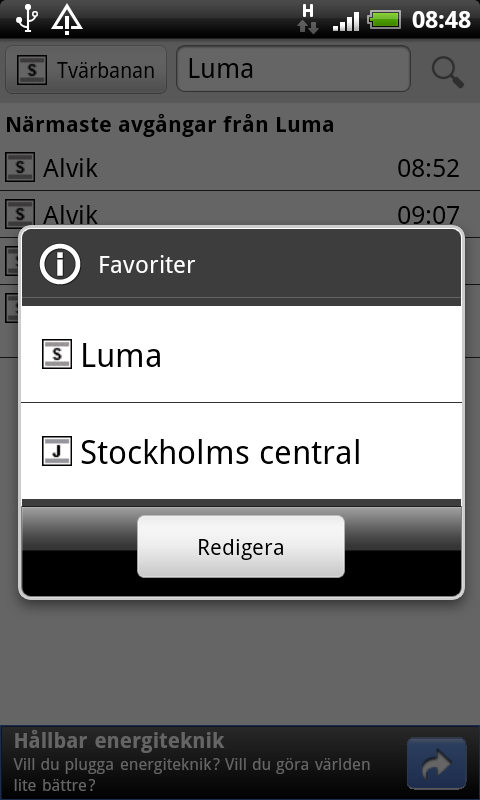 H 08:48
S Tvärbanan Luma
Närmaste avgångar från Luma
S Alvik 08:52
S Alvik 09:07
Favoriter
S Luma
J Stockholms central
Redigera
Hållbar energiteknik
Vill du plugga energiteknik? Vill du göra världen
lite bättre?